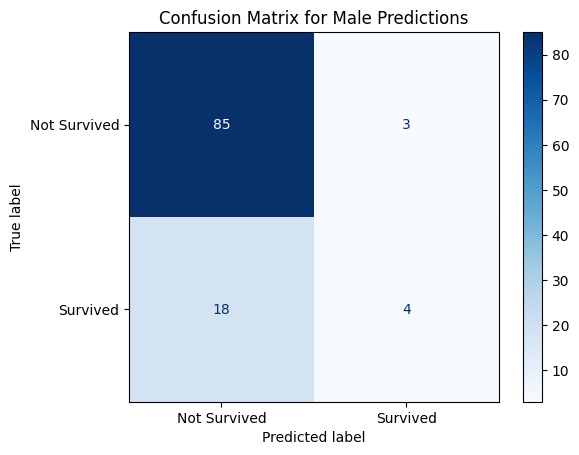 Confusion Matrix for Male Predictions
True label
Not Survived
85
3
Survived
18
4
Not Survived
Survived
Predicted label
80
70
60
50
40
30
20
10